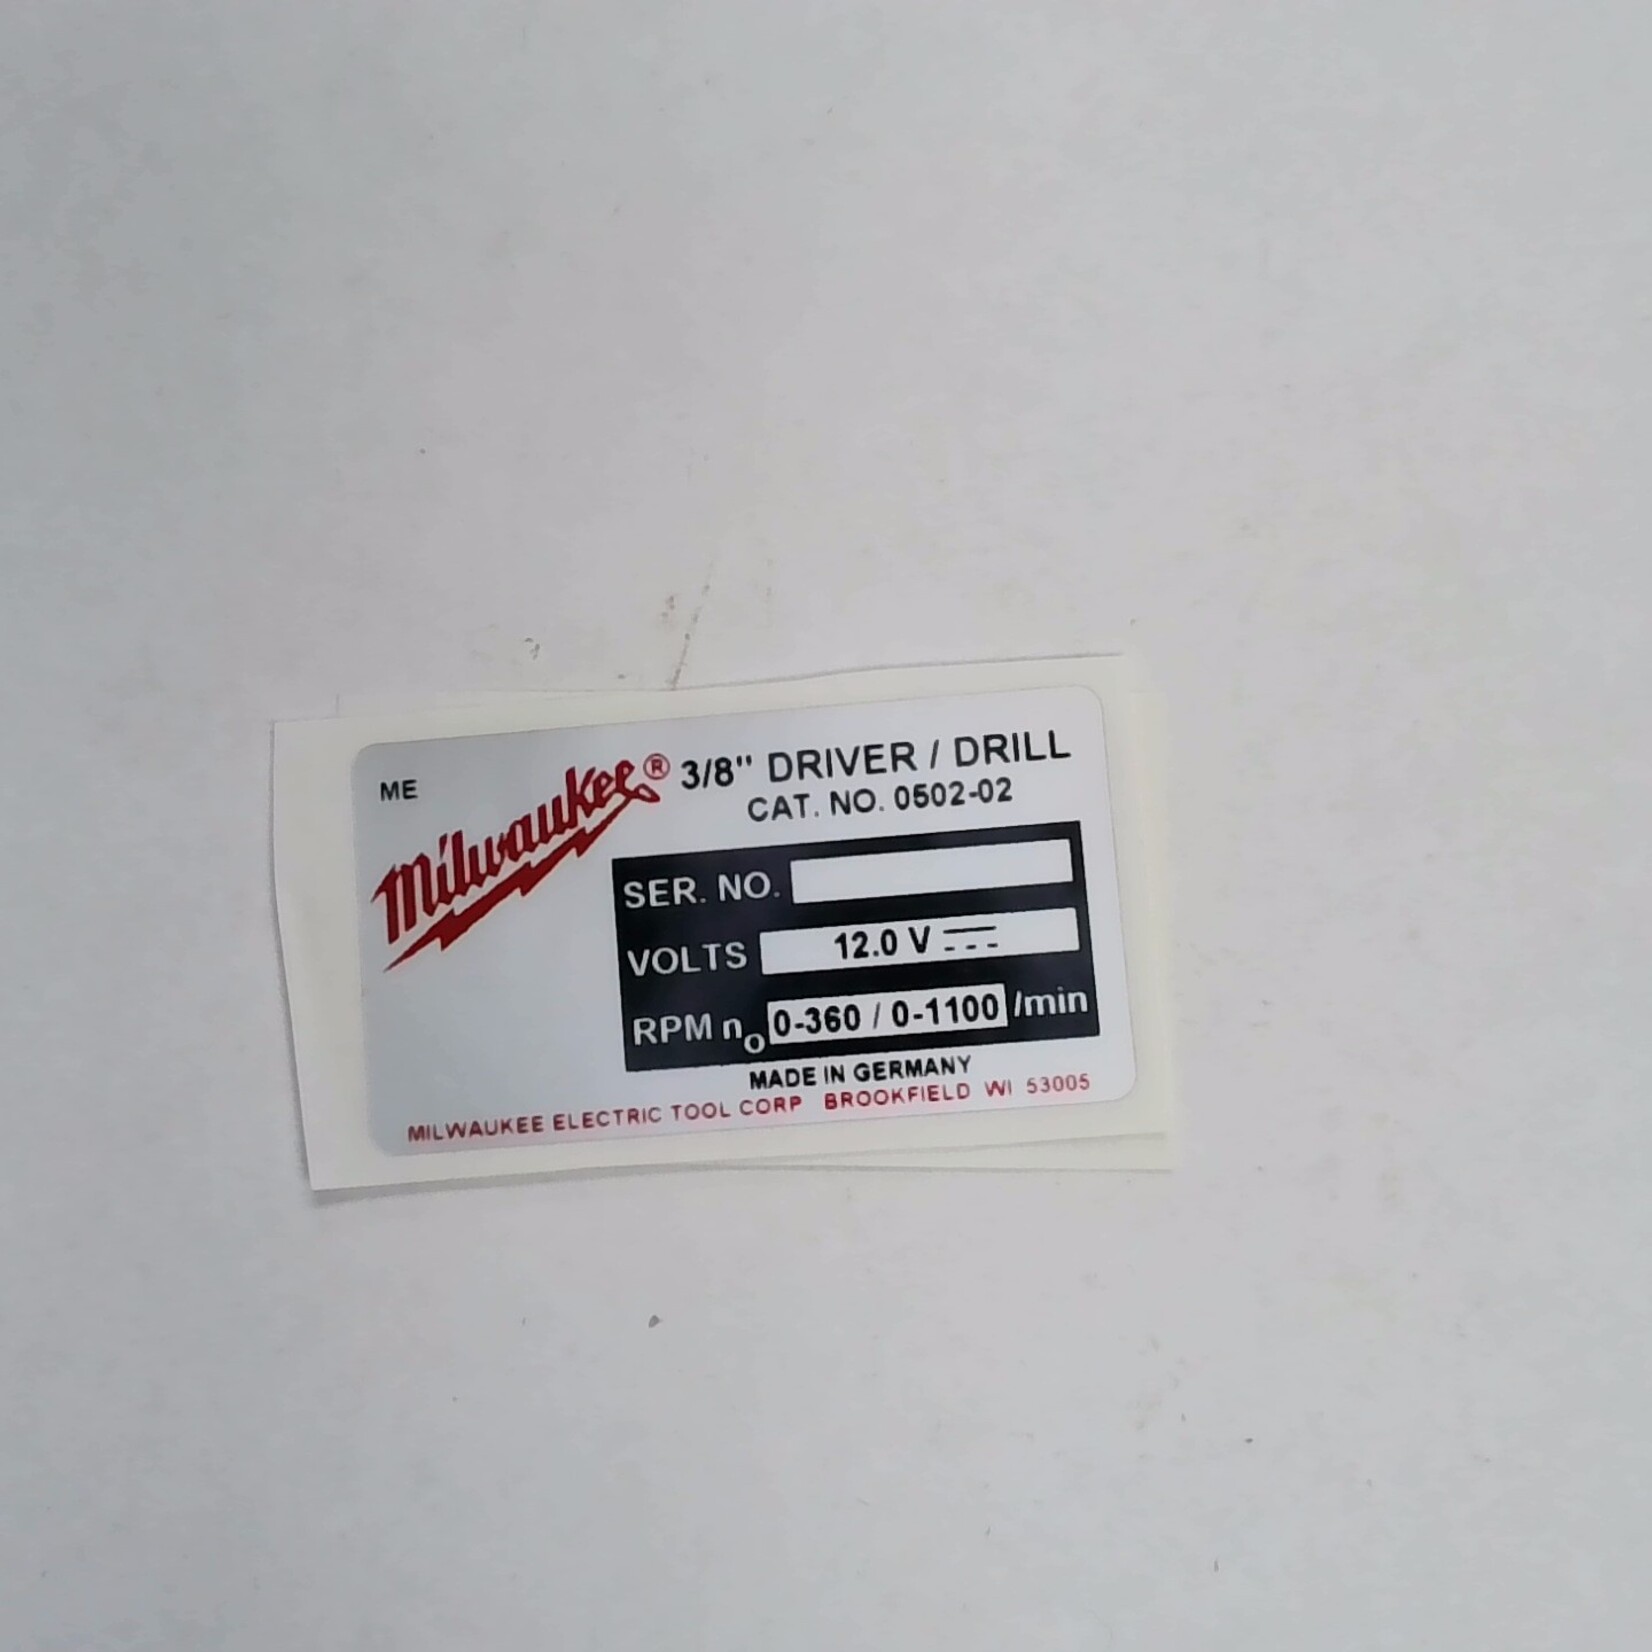 ME
Milwaukee®
3/8" DRIVER / DRILL
CAT. NO. 0502-02
SER. NO.
VOLTS 12.0 V ⎓
RPM nₒ 0-360 / 0-1100 /min
MADE IN GERMANY
MILWAUKEE ELECTRIC TOOL CORP BROOKFIELD WI 53005